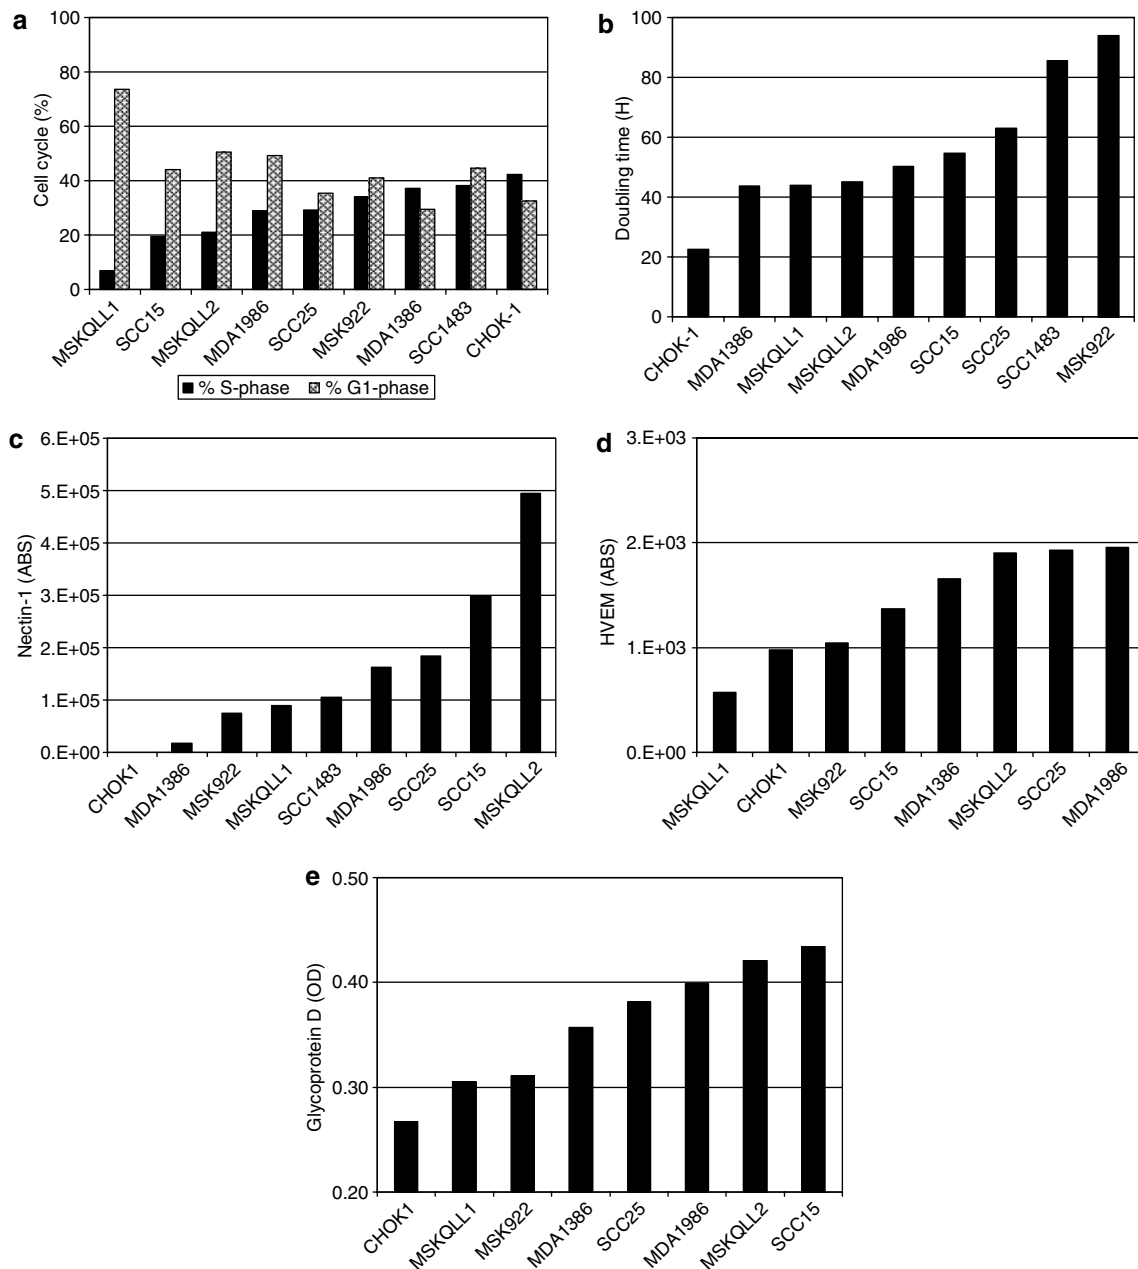 a
100
80
60
40
20
0
Cell cycle (%)
MSKQLL1
SCC15
MSKQLL2
MDA1986
SCC25
MSK922
MDA1386
SCC1483
CHOK-1
% S-phase
% G1-phase
b
100
80
60
40
20
0
Doubling time (H)
CHOK-1
MDA1386
MSKQLL1
MSKQLL2
MDA1986
SCC15
SCC25
SCC1483
MSK922
c
6.E+05
5.E+05
4.E+05
3.E+05
2.E+05
1.E+05
0.E+00
Nectin-1 (ABS)
CHOK1
MDA1386
MSK922
MSKQLL1
SCC1483
MDA1986
SCC25
SCC15
MSKQLL2
d
3.E+03
2.E+03
1.E+03
0.E+00
HVEM (ABS)
MSKQLL1
CHOK1
MSK922
SCC15
MDA1386
MSKQLL2
SCC25
MDA1986
e
0.50
0.40
0.30
0.20
Glycoprotein D (OD)
CHOK1
MSKQLL1
MSK922
MDA1386
SCC25
MDA1986
MSKQLL2
SCC15